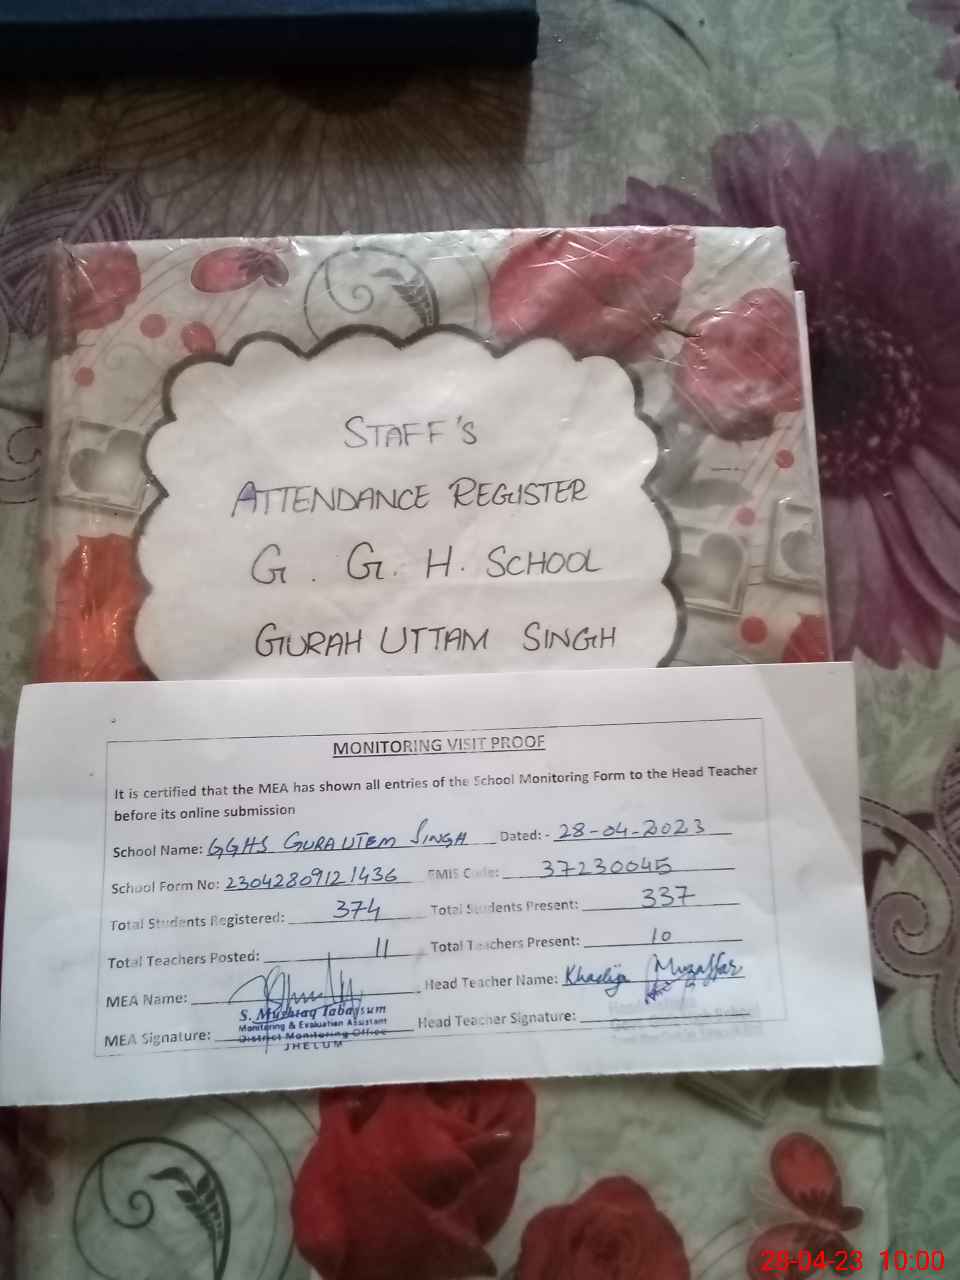 STAFF'S
ATTENDANCE REGISTER
G. G. H. SCHOOL
GURAH UTTAM SINGH
MONITORING VISIT PROOF
It is certified that the MEA has shown all entries of the School Monitoring Form to the Head Teacher
before its online submission
School Name: GGHS GURA UTEM SINGH Dated: - 28-04-2023
School Form No: 23042809121436 EMIS Code: 37230045
Total Students Registered: 374 Total Students Present: 337
Total Teachers Posted: 11 Total Teachers Present: 10
MEA Name: Head Teacher Name: Khadija Muzaffar
S. Mushtaq Tabassum
Monitoring & Evaluation Assistant
MEA Signature: District Monitoring Office Head Teacher Signature:
JHELUM
28-04-23 10:00